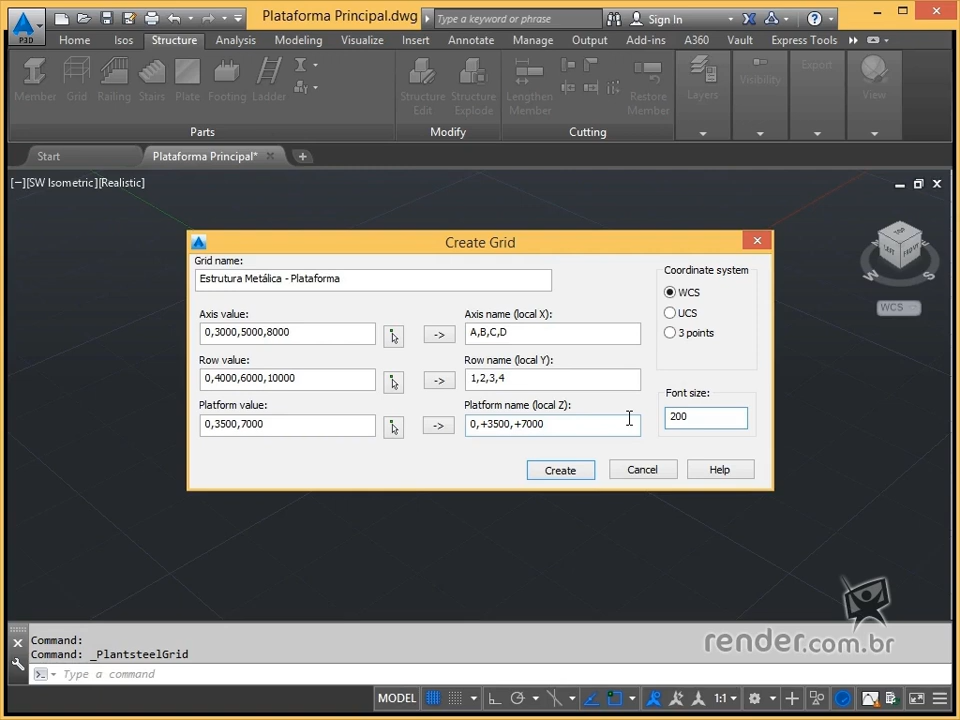 P3D
Plataforma Principal.dwg
Type a keyword or phrase
Sign In
Home
Isos
Structure
Analysis
Modeling
Visualize
Insert
Annotate
Manage
Output
Add-ins
A360
Vault
Express Tools
Member
Grid
Railing
Stairs
Plate
Footing
Ladder
Structure
Edit
Structure
Explode
Lengthen
Member
Restore
Member
Layers
Visibility
Export
View
Parts
Modify
Cutting
Start
Plataforma Principal*
[−][SW Isometric][Realistic]
TOP
LEFT
FRONT
W
S
WCS
Create Grid
Grid name:
Estrutura Metálica - Plataforma
Coordinate system
WCS
UCS
3 points
Axis value:
0,3000,5000,8000
->
Axis name (local X):
A,B,C,D
Row value:
0,4000,6000,10000
->
Row name (local Y):
1,2,3,4
Platform value:
0,3500,7000
->
Platform name (local Z):
0,+3500,+7000
Font size:
200
Create
Cancel
Help
render.com.br
Command:
Command: _PlantsteelGrid
Type a command
MODEL
1:1